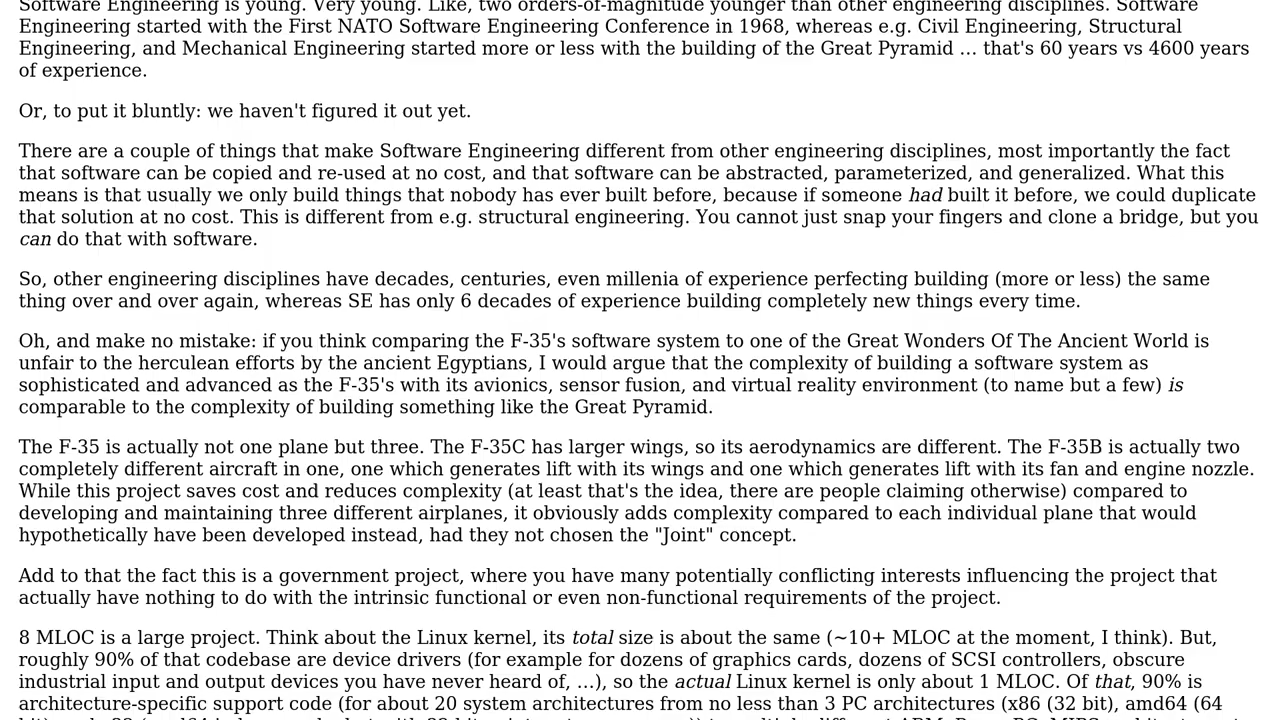 Software Engineering is young. Very young. Like, two orders-of-magnitude younger than other engineering disciplines. Software
Engineering started with the First NATO Software Engineering Conference in 1968, whereas e.g. Civil Engineering, Structural
Engineering, and Mechanical Engineering started more or less with the building of the Great Pyramid … that's 60 years vs 4600 years
of experience.
Or, to put it bluntly: we haven't figured it out yet.
There are a couple of things that make Software Engineering different from other engineering disciplines, most importantly the fact
that software can be copied and re-used at no cost, and that software can be abstracted, parameterized, and generalized. What this
means is that usually we only build things that nobody has ever built before, because if someone had built it before, we could duplicate
that solution at no cost. This is different from e.g. structural engineering. You cannot just snap your fingers and clone a bridge, but you
can do that with software.
So, other engineering disciplines have decades, centuries, even millenia of experience perfecting building (more or less) the same
thing over and over again, whereas SE has only 6 decades of experience building completely new things every time.
Oh, and make no mistake: if you think comparing the F-35's software system to one of the Great Wonders Of The Ancient World is
unfair to the herculean efforts by the ancient Egyptians, I would argue that the complexity of building a software system as
sophisticated and advanced as the F-35's with its avionics, sensor fusion, and virtual reality environment (to name but a few) is
comparable to the complexity of building something like the Great Pyramid.
The F-35 is actually not one plane but three. The F-35C has larger wings, so its aerodynamics are different. The F-35B is actually two
completely different aircraft in one, one which generates lift with its wings and one which generates lift with its fan and engine nozzle.
While this project saves cost and reduces complexity (at least that's the idea, there are people claiming otherwise) compared to
developing and maintaining three different airplanes, it obviously adds complexity compared to each individual plane that would
hypothetically have been developed instead, had they not chosen the "Joint" concept.
Add to that the fact this is a government project, where you have many potentially conflicting interests influencing the project that
actually have nothing to do with the intrinsic functional or even non-functional requirements of the project.
8 MLOC is a large project. Think about the Linux kernel, its total size is about the same (~10+ MLOC at the moment, I think). But,
roughly 90% of that codebase are device drivers (for example for dozens of graphics cards, dozens of SCSI controllers, obscure
industrial input and output devices you have never heard of, …), so the actual Linux kernel is only about 1 MLOC. Of that, 90% is
architecture-specific support code (for about 20 system architectures from no less than 3 PC architectures (x86 (32 bit), amd64 (64